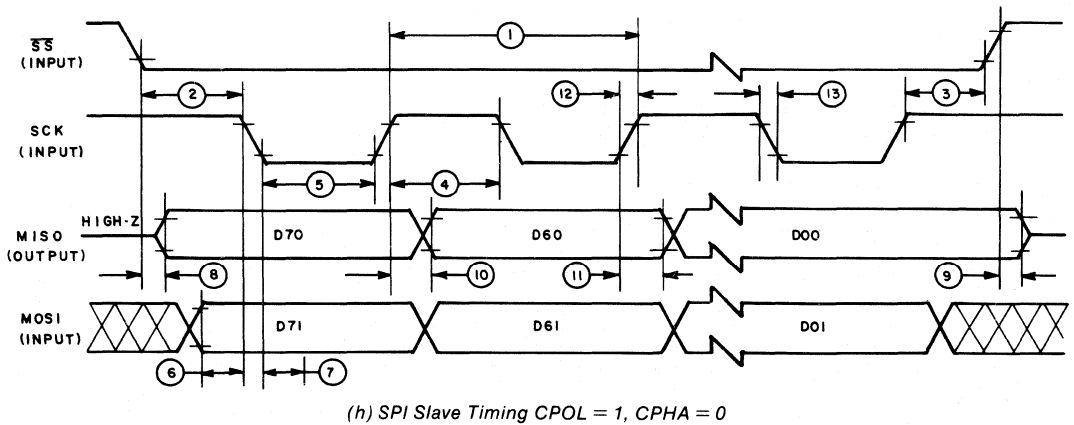 1
SS
(INPUT)
2
12
13
3
SCK
(INPUT)
5
4
HIGH-Z
MISO
(OUTPUT)
D70
D60
D00
8
10
11
9
MOSI
(INPUT)
D71
D61
D01
6
7
(h) SPI Slave Timing CPOL = 1, CPHA = 0